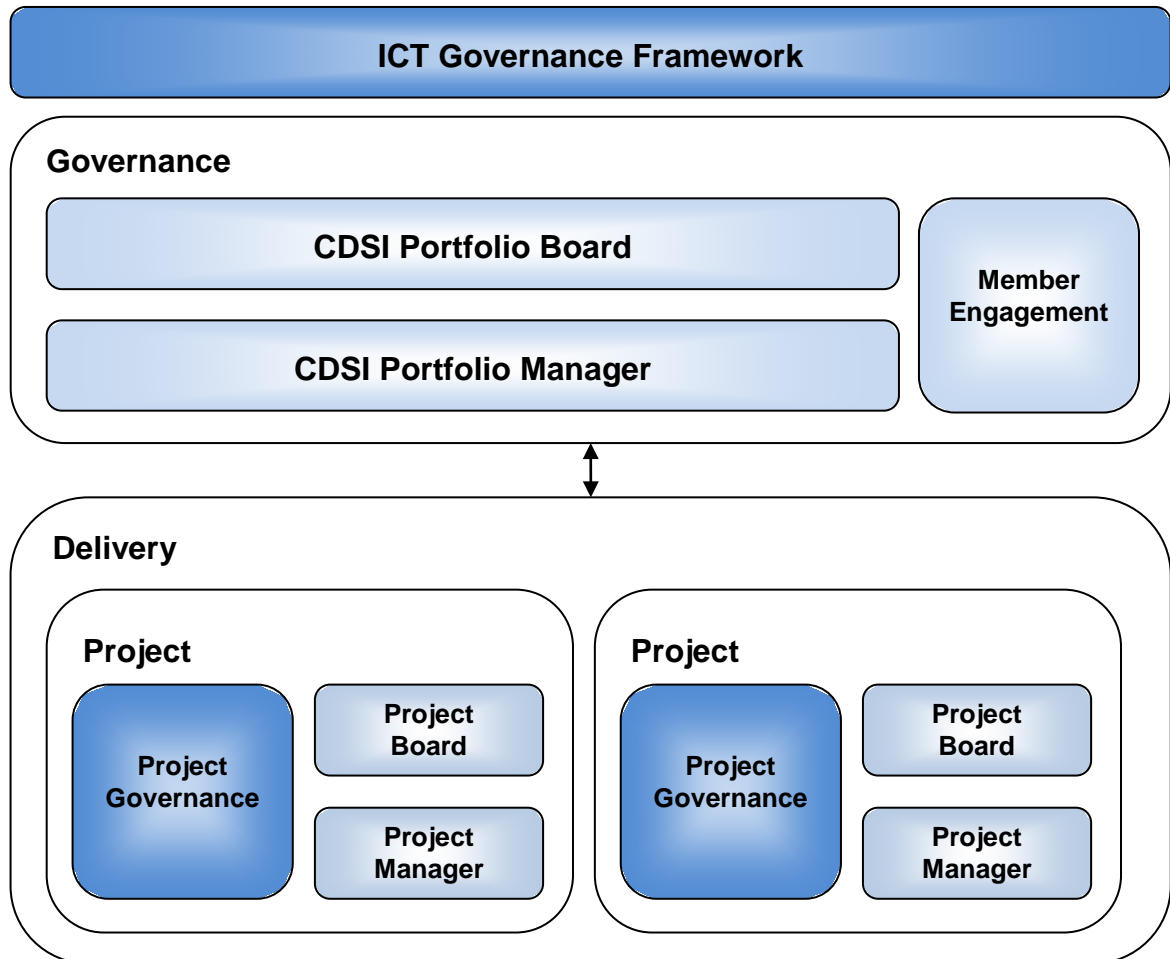 ICT Governance Framework
Governance
CDSI Portfolio Board
CDSI Portfolio Manager
Member
Engagement
Delivery
Project
Project
Governance
Project
Board
Project
Manager
Project
Project
Governance
Project
Board
Project
Manager